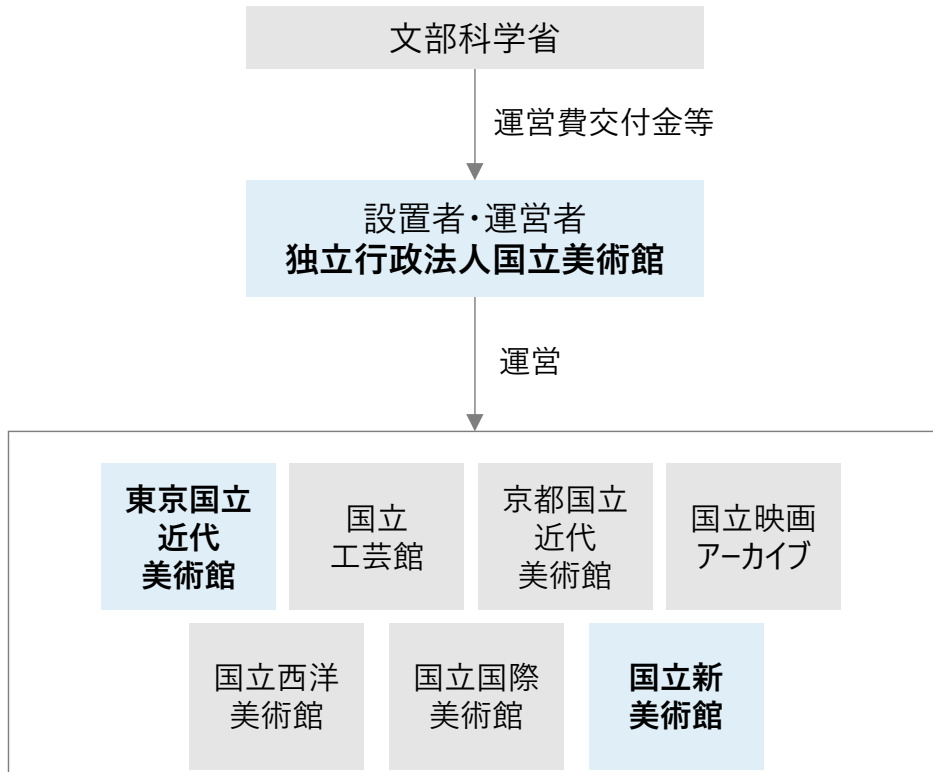 文部科学省
運営費交付金等
設置者・運営者
独立行政法人国立美術館
運営
東京国立
近代
美術館
国立
工芸館
京都国立
近代
美術館
国立映画
アーカイブ
国立西洋
美術館
国立国際
美術館
国立新
美術館